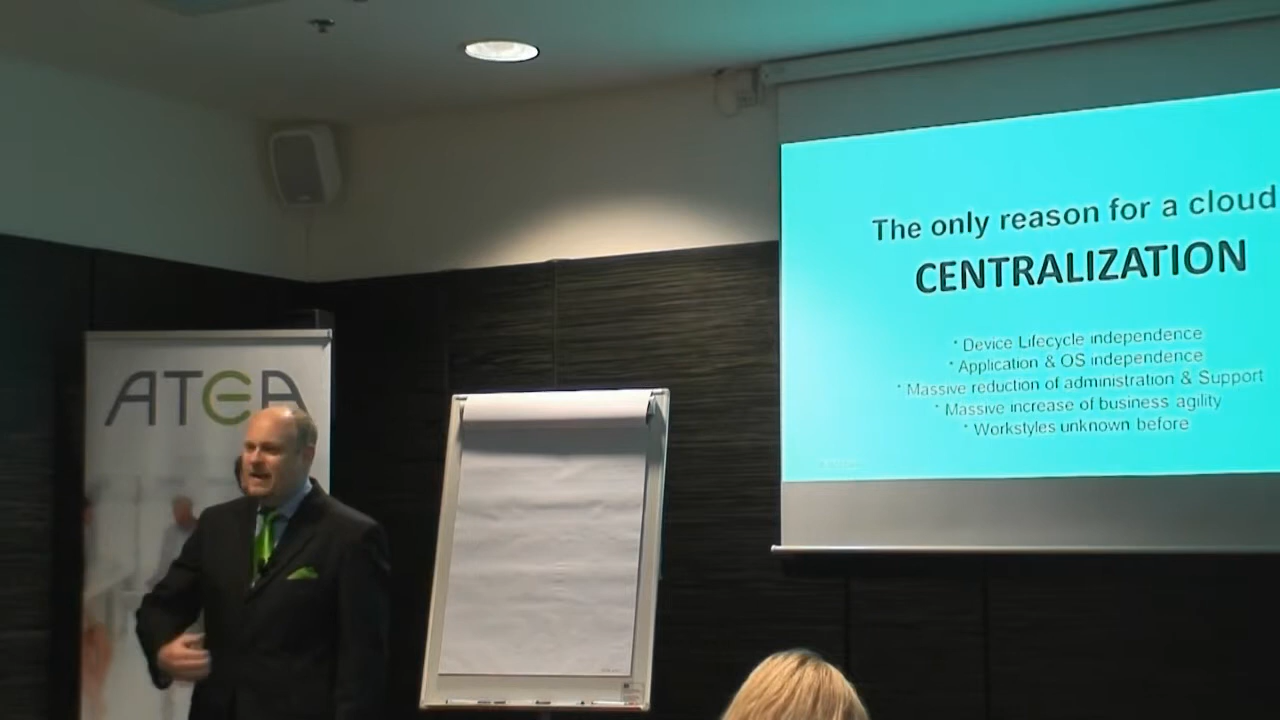 ATEA
The only reason for a cloud
CENTRALIZATION
* Device Lifecycle independence
* Application & OS independence
* Massive reduction of administration & Support
* Massive increase of business agility
* Workstyles unknown before